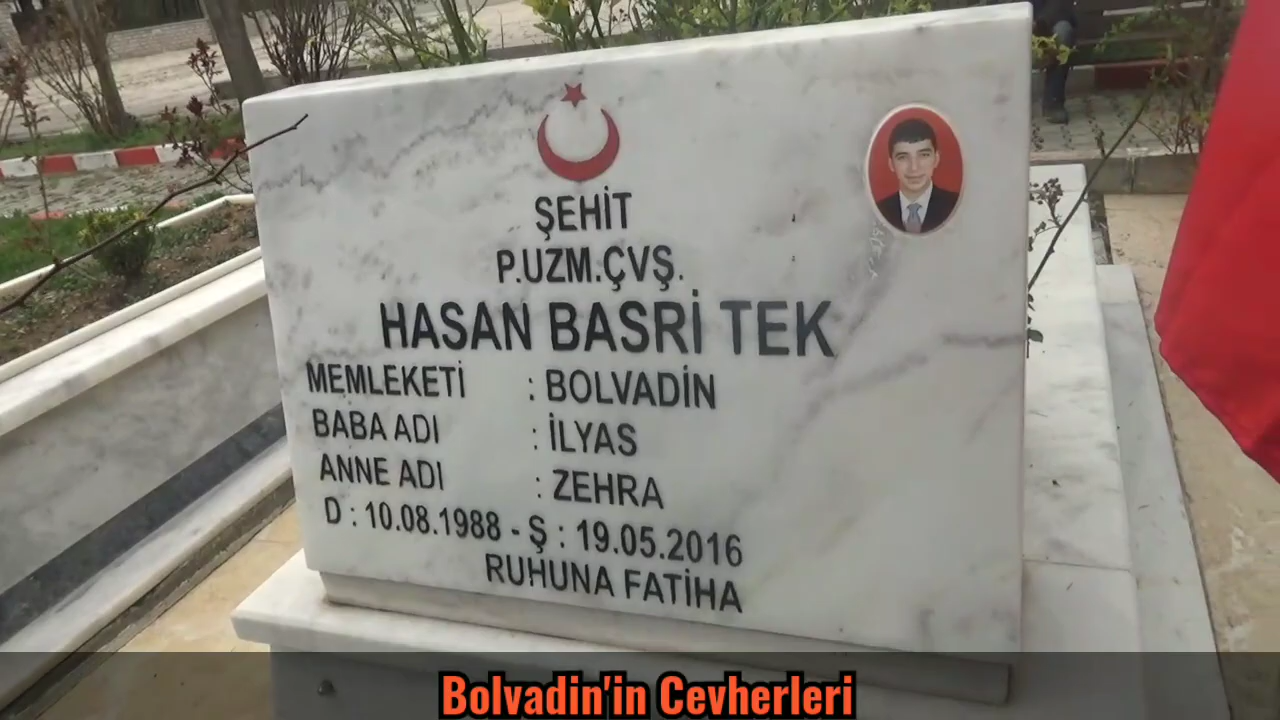 ŞEHİT
P.UZM.ÇVŞ.
HASAN BASRİ TEK
MEMLEKETİ : BOLVADİN
BABA ADI : İLYAS
ANNE ADI : ZEHRA
D : 10.08.1988 - Ş : 19.05.2016
RUHUNA FATİHA
Bolvadin'in Cevherleri